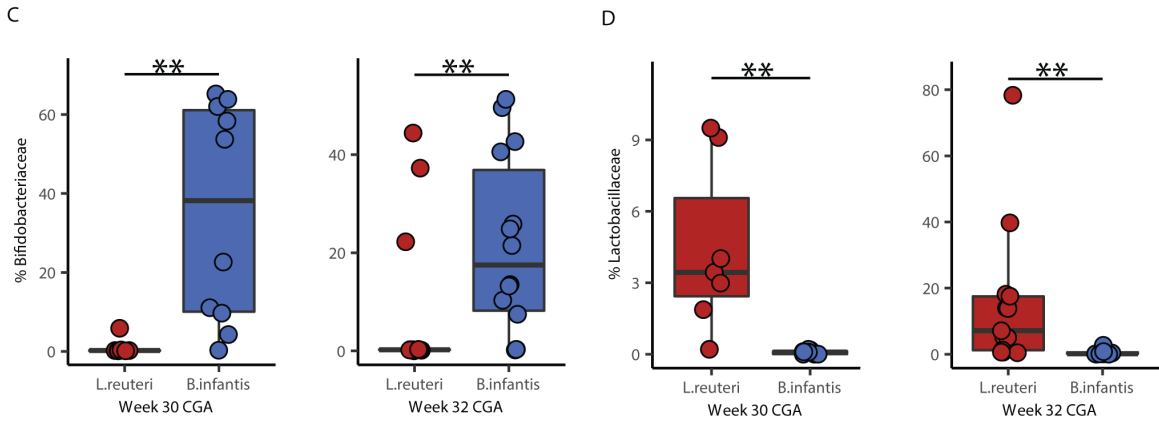 C
% Bifidobacteriaceae
60
40
20
0
**
L.reuteri
B.infantis
Week 30 CGA
40
20
0
**
L.reuteri
B.infantis
Week 32 CGA
D
% Lactobacillaceae
9
6
3
0
**
L.reuteri
B.infantis
Week 30 CGA
80
60
40
20
0
**
L.reuteri
B.infantis
Week 32 CGA